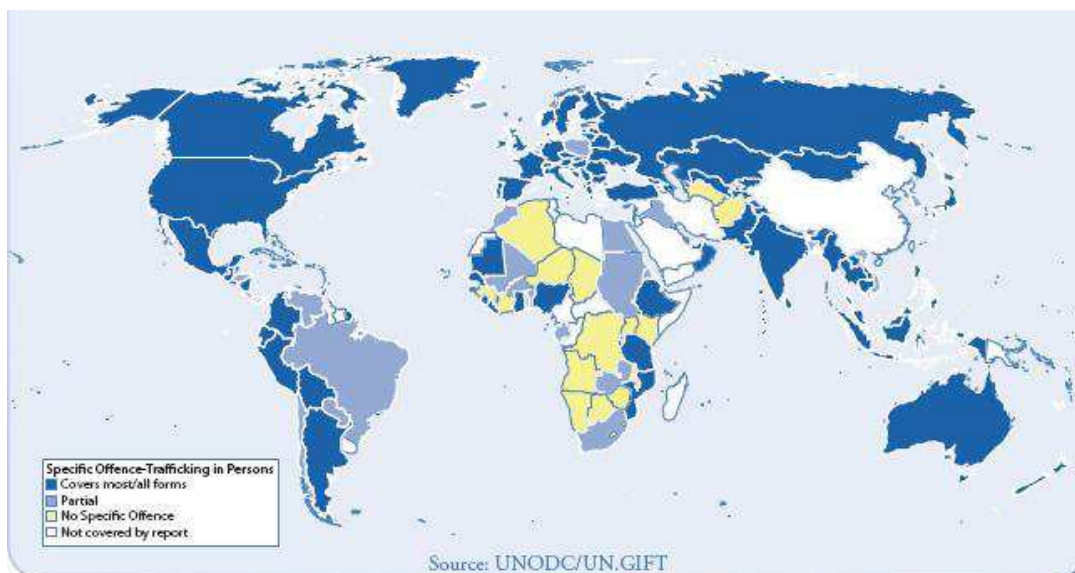 Specific Offence-Trafficking in Persons
Covers most/all forms
Partial
No Specific Offence
Not covered by report
Source: UNODC/UN.GIFT